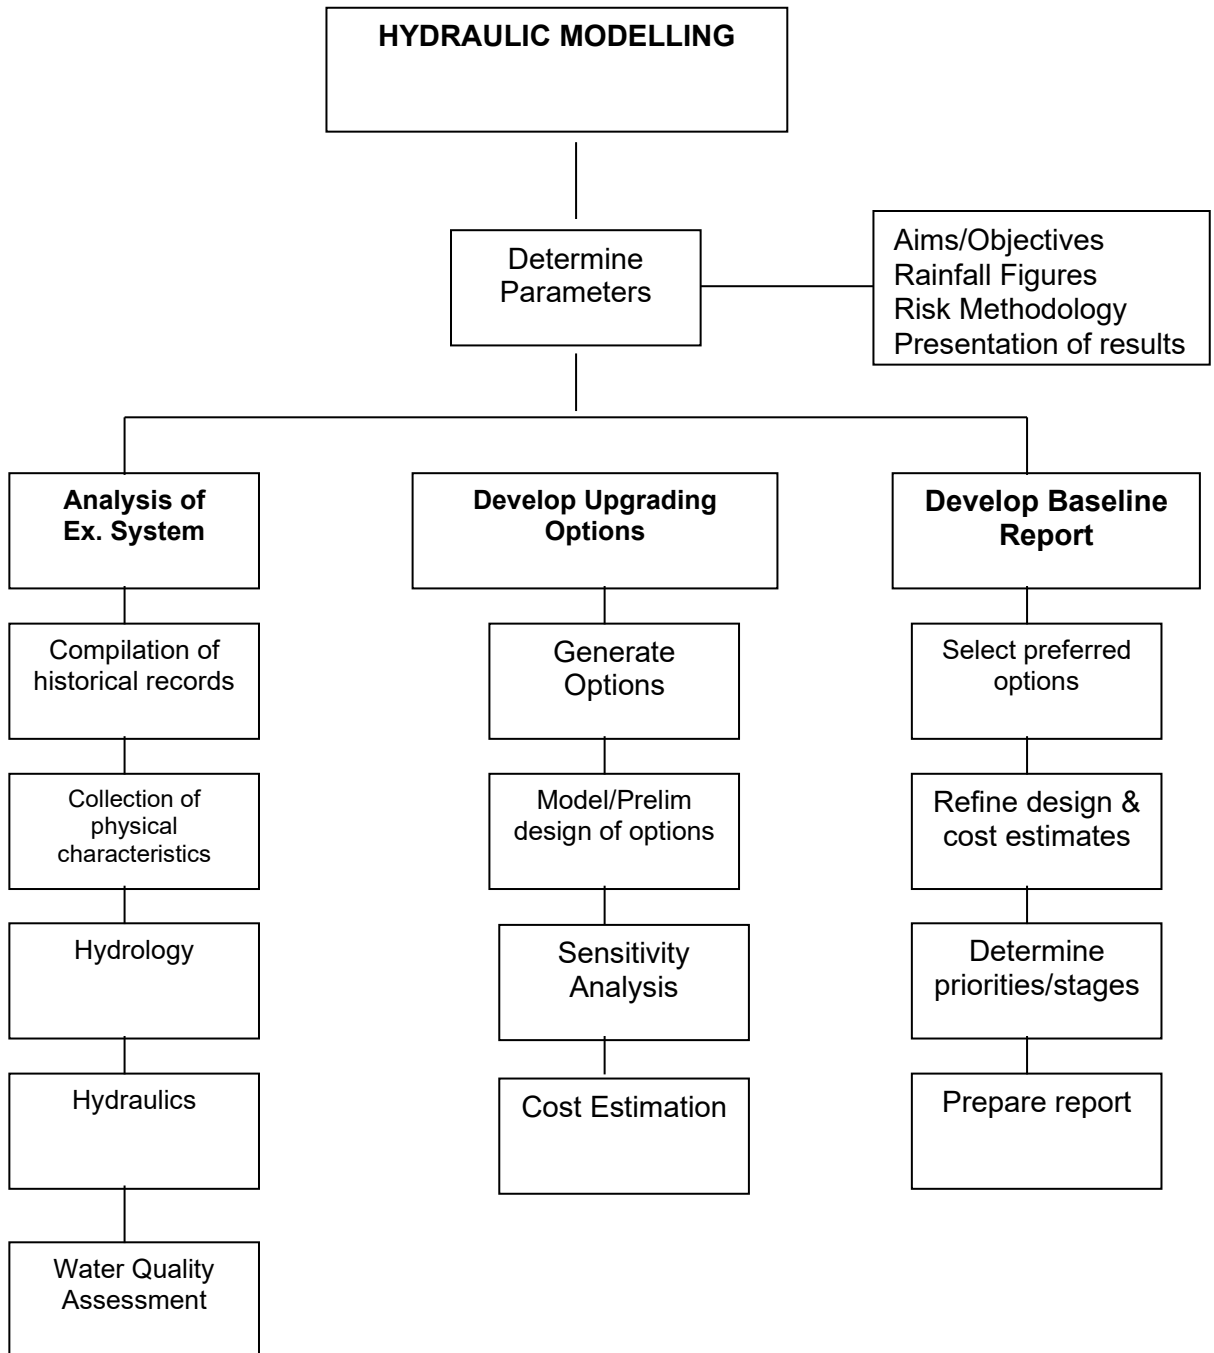 HYDRAULIC MODELLING
Determine
Parameters
Aims/Objectives
Rainfall Figures
Risk Methodology
Presentation of results
Analysis of
Ex. System
Compilation of
historical records
Collection of
physical
characteristics
Hydrology
Hydraulics
Water Quality
Assessment
Develop Upgrading
Options
Generate
Options
Model/Prelim
design of options
Sensitivity
Analysis
Cost Estimation
Develop Baseline
Report
Select preferred
options
Refine design &
cost estimates
Determine
priorities/stages
Prepare report